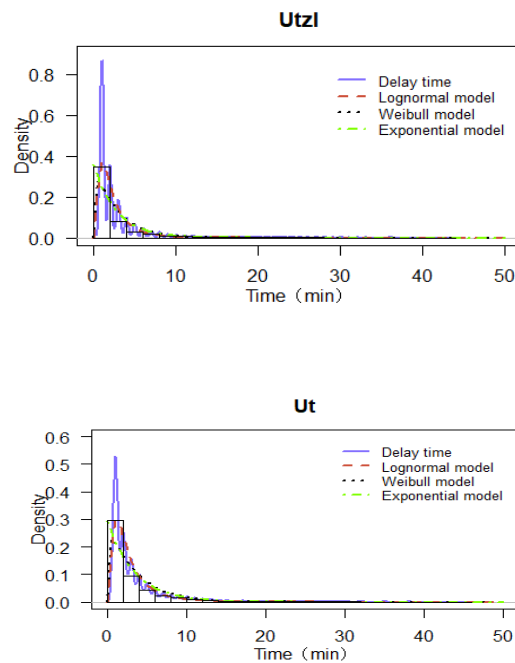 Utzl
Delay time
Lognormal model
Weibull model
Exponential model
Density
0.8
0.6
0.4
0.2
0.0
0 10 20 30 40 50
Time（min）
Ut
Delay time
Lognormal model
Weibull model
Exponential model
Density
0.6
0.5
0.4
0.3
0.2
0.1
0.0
0 10 20 30 40 50
Time（min）